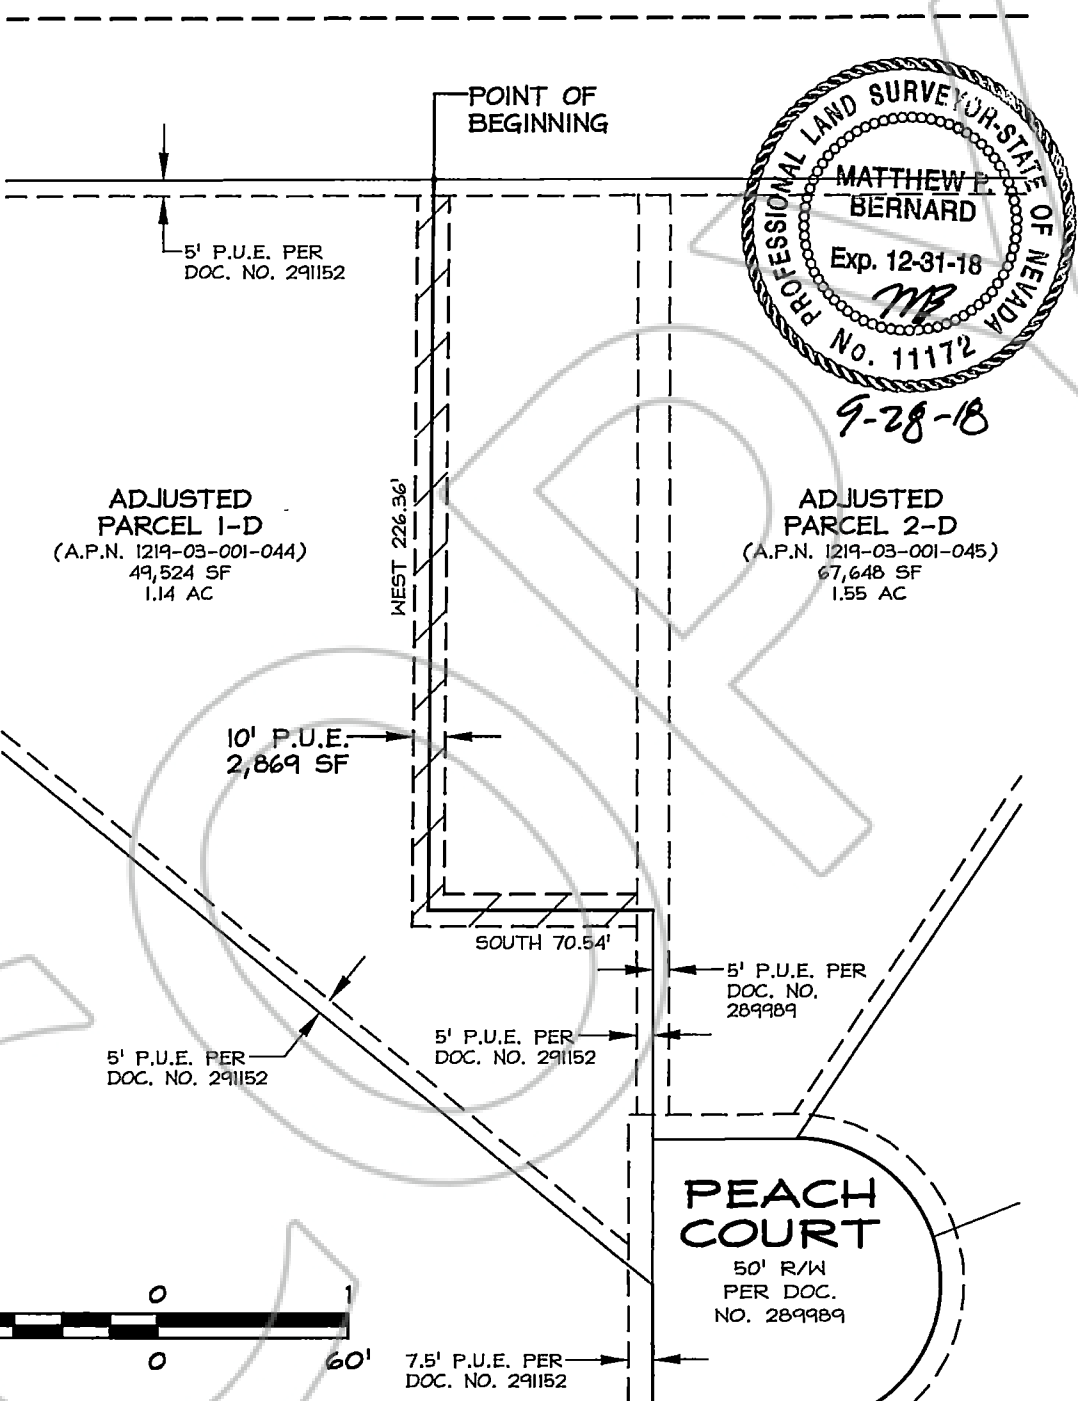 POINT OF
BEGINNING
PROFESSIONAL LAND SURVEYOR-STATE OF NEVADA
MATTHEW P.
BERNARD
Exp. 12-31-18
MB
No. 11172
9-28-18
5' P.U.E. PER
DOC. NO. 291152
ADJUSTED
PARCEL 1-D
(A.P.N. 1219-03-001-044)
49,524 SF
1.14 AC
WEST 226.36'
ADJUSTED
PARCEL 2-D
(A.P.N. 1219-03-001-045)
67,648 SF
1.55 AC
10' P.U.E.
2,869 SF
SOUTH 70.54'
5' P.U.E. PER
DOC. NO.
289989
5' P.U.E. PER
DOC. NO. 291152
5' P.U.E. PER
DOC. NO. 291152
PEACH
COURT
50' R/W
PER DOC.
NO. 289989
0 1
0 60'
7.5' P.U.E. PER
DOC. NO. 291152
COPY